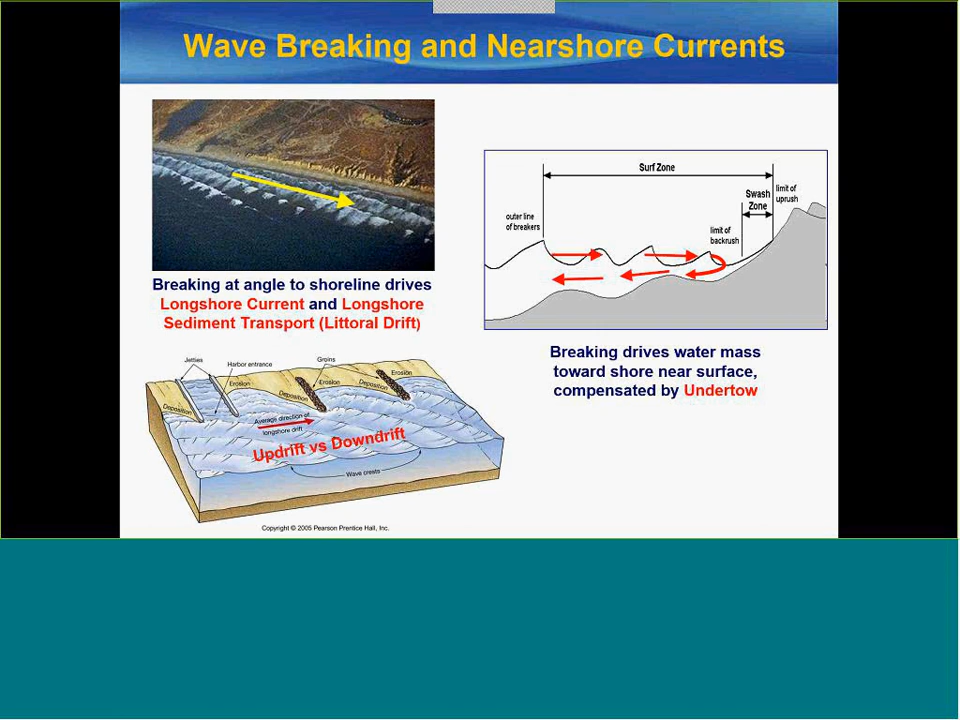 Wave Breaking and Nearshore Currents
Breaking at angle to shoreline drives
Longshore Current and Longshore
Sediment Transport (Littoral Drift)
Surf Zone
Swash
Zone
limit of
uprush
outer line
of breakers
limit of
backrush
Breaking drives water mass
toward shore near surface,
compensated by Undertow
Jetties
Harbor entrance
Groins
Erosion
Erosion
Erosion
Deposition
Deposition
Deposition
Average direction of
longshore drift
Updrift vs Downdrift
Wave crests
Copyright © 2005 Pearson Prentice Hall, Inc.